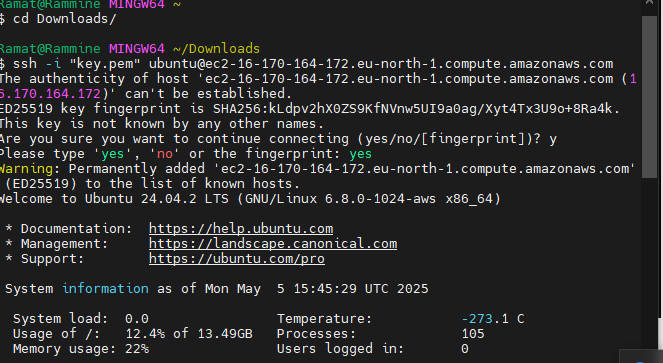 Ramat@Rammine MINGW64 ~
$ cd Downloads/
Ramat@Rammine MINGW64 ~/Downloads
$ ssh -i "key.pem" ubuntu@ec2-16-170-164-172.eu-north-1.compute.amazonaws.com
The authenticity of host 'ec2-16-170-164-172.eu-north-1.compute.amazonaws.com (1
6.170.164.172)' can't be established.
ED25519 key fingerprint is SHA256:kLdpv2hX0ZS9KfNVnw5UI9a0ag/Xyt4Tx3U9o+8Ra4k.
This key is not known by any other names.
Are you sure you want to continue connecting (yes/no/[fingerprint])? y
Please type 'yes', 'no' or the fingerprint: yes
Warning: Permanently added 'ec2-16-170-164-172.eu-north-1.compute.amazonaws.com'
(ED25519) to the list of known hosts.
Welcome to Ubuntu 24.04.2 LTS (GNU/Linux 6.8.0-1024-aws x86_64)
* Documentation: https://help.ubuntu.com
* Management: https://landscape.canonical.com
* Support: https://ubuntu.com/pro
System information as of Mon May 5 15:45:29 UTC 2025
System load: 0.0 Temperature: -273.1 C
Usage of /: 12.4% of 13.49GB Processes: 105
Memory usage: 22% Users logged in: 0